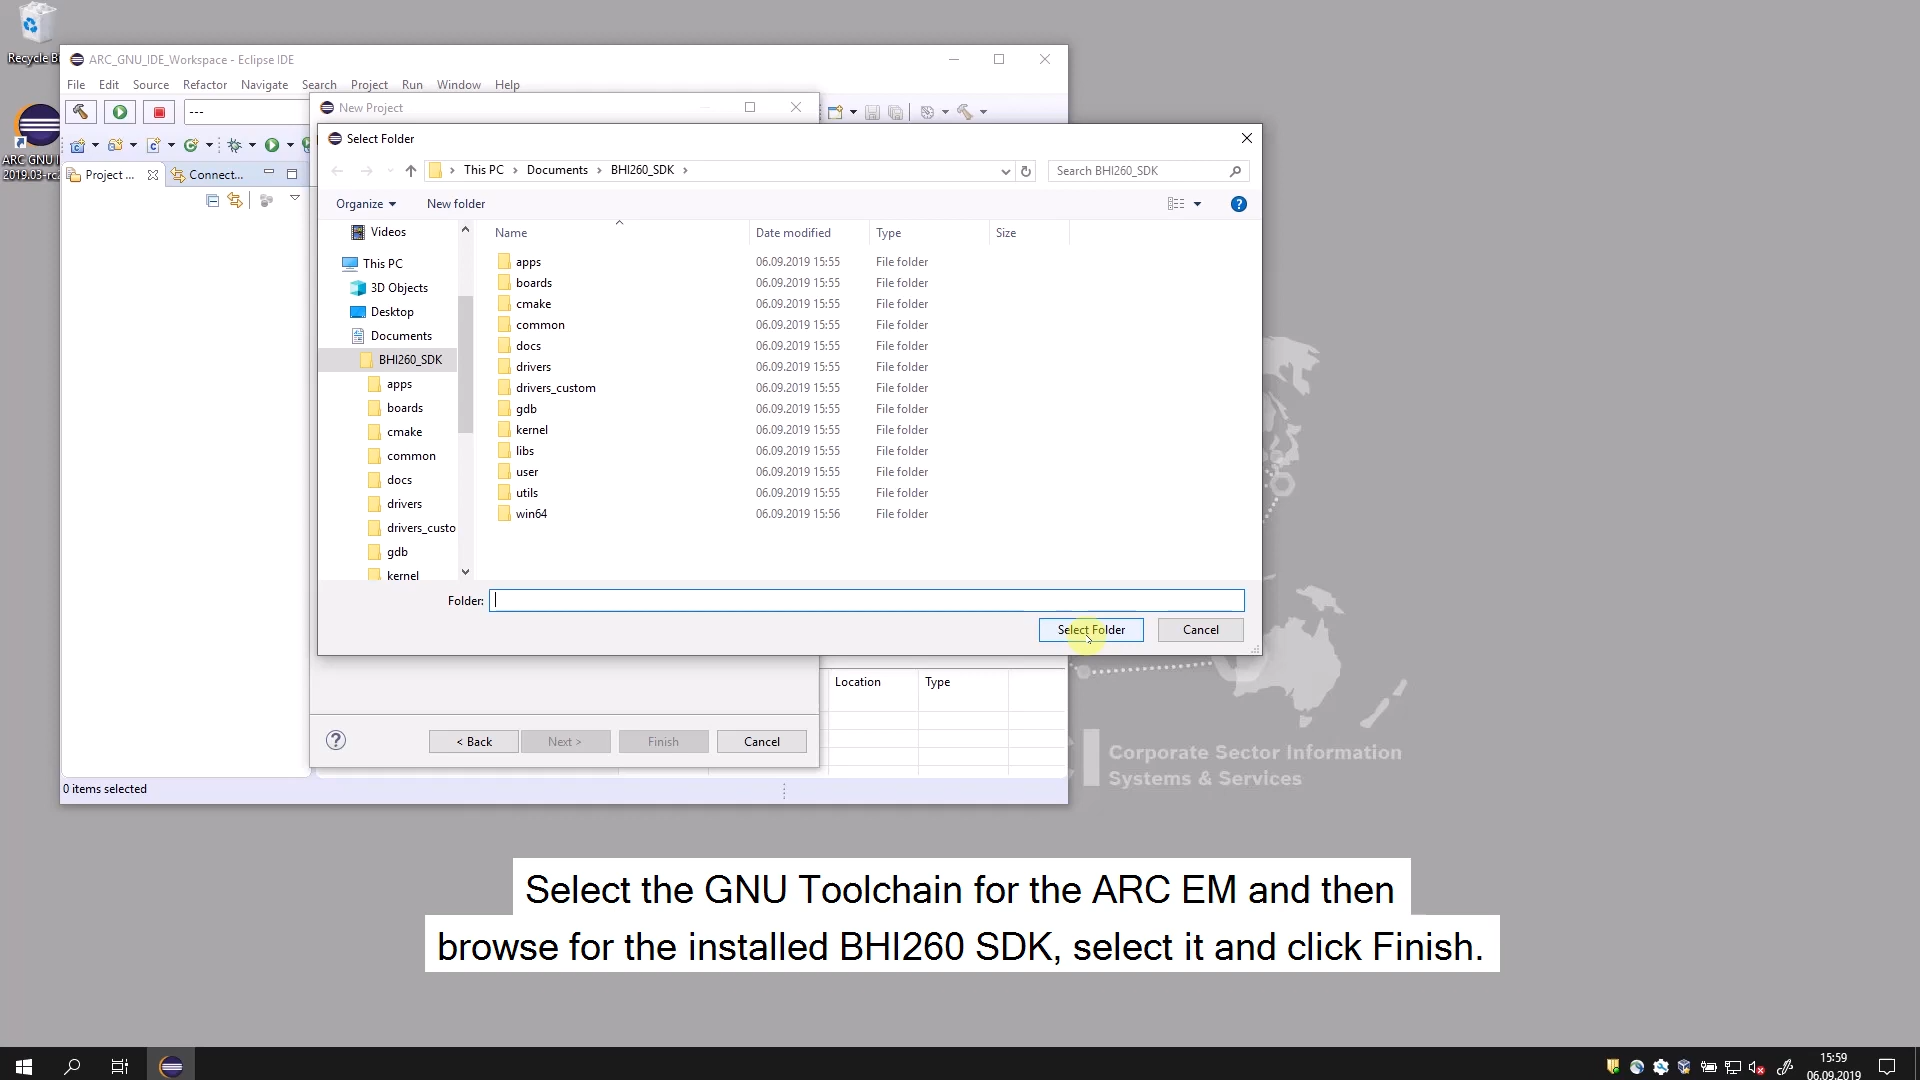 Recycle Bi
ARC_GNU_IDE_Workspace - Eclipse IDE
File Edit Source Refactor Navigate Search Project Run Window Help
---
New Project
Select Folder
This PC > Documents > BHI260_SDK >
Search BHI260_SDK
ARC GNU I
2019.03-rc
Project ...
Connect...
Organize
New folder
Name Date modified Type Size
Videos
This PC
3D Objects
Desktop
Documents
BHI260_SDK
apps
boards
cmake
common
docs
drivers
drivers_custo
gdb
kernel
apps 06.09.2019 15:55 File folder
boards 06.09.2019 15:55 File folder
cmake 06.09.2019 15:55 File folder
common 06.09.2019 15:55 File folder
docs 06.09.2019 15:55 File folder
drivers 06.09.2019 15:55 File folder
drivers_custom 06.09.2019 15:55 File folder
gdb 06.09.2019 15:55 File folder
kernel 06.09.2019 15:55 File folder
libs 06.09.2019 15:55 File folder
user 06.09.2019 15:55 File folder
utils 06.09.2019 15:55 File folder
win64 06.09.2019 15:56 File folder
Folder:
Select Folder
Cancel
Location Type
< Back Next > Finish Cancel
0 items selected
Corporate Sector Information
Systems & Services
Select the GNU Toolchain for the ARC EM and then
browse for the installed BHI260 SDK, select it and click Finish.
15:59
06.09.2019